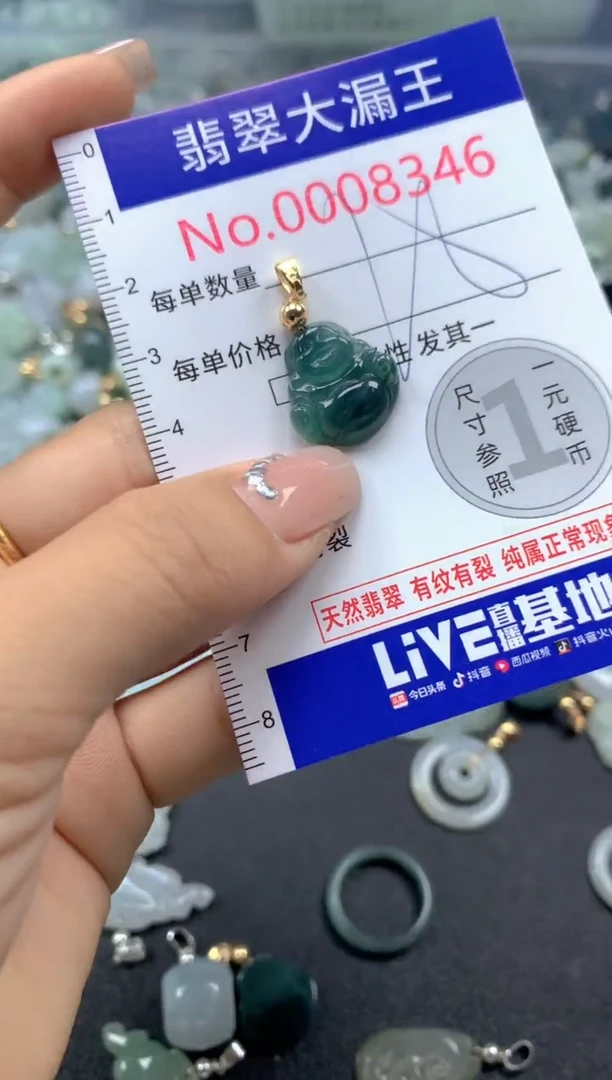 翡翠大漏王
No.0008346
0
1
2
3
4
7
8
每单数量
每单价格
性 发其一
尺寸参照
1
一元硬币
裂
天然翡翠 有纹有裂 纯属正常现
LiVE直播基地
今日头条 抖音 西瓜视频 抖音火